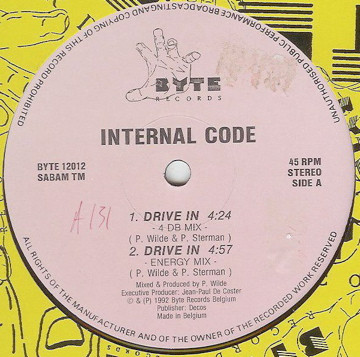 UNAUTHORISED PUBLIC PERFORMANCE BROADCASTING AND COPYING OF THIS RECORD PROHIBITED
BYTE
RECORDS
INTERNAL CODE
BYTE 12012
SABAM TM
45 RPM
STEREO
SIDE A
A131
1. DRIVE IN 4:24
- 4 DB MIX -
( P. Wilde & P. Sterman )
2. DRIVE IN 4:57
- ENERGY MIX -
( P. Wilde & P. Sterman )
Mixed & Produced by P. Wilde
Executive Producer: Jean-Paul De Coster
© & (P) 1992 Byte Records Belgium
Publisher: Decos
Made in Belgium
ALL RIGHTS OF THE MANUFACTURER AND OF THE OWNER OF THE RECORDED WORK RESERVED